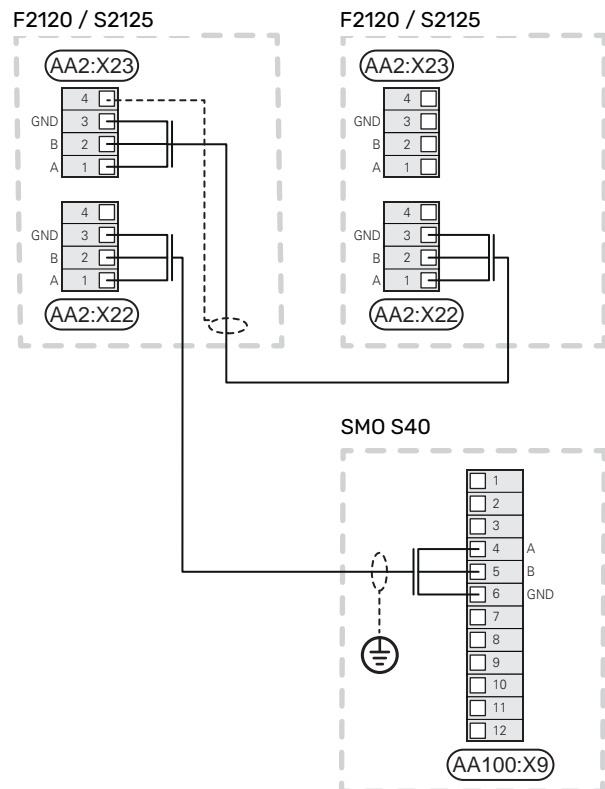 F2120 / S2125
AA2:X23
4
GND 3
B 2
A 1
4
GND 3
B 2
A 1
AA2:X22
F2120 / S2125
AA2:X23
4
GND 3
B 2
A 1
4
GND 3
B 2
A 1
AA2:X22
SMO S40
1
2
3
4 A
5 B
6 GND
7
8
9
10
11
12
AA100:X9